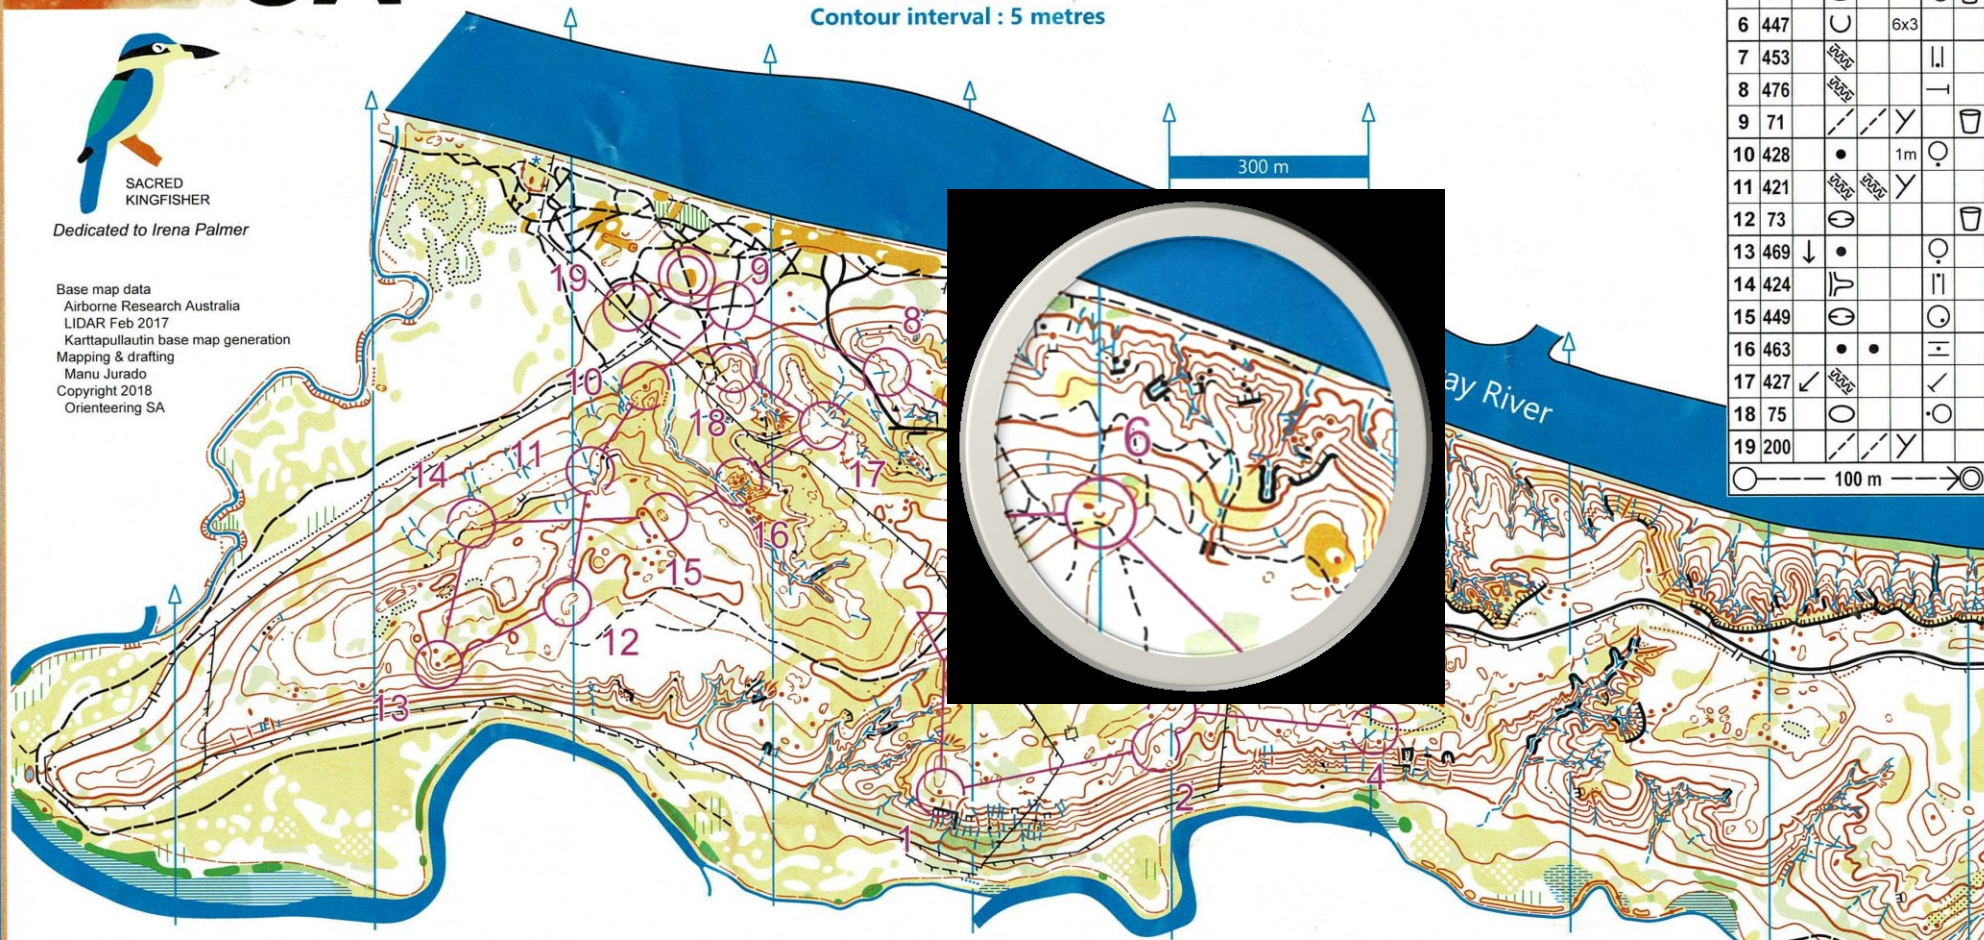 Contour interval : 5 metres
SACRED
KINGFISHER
Dedicated to Irena Palmer
Base map data
Airborne Research Australia
LIDAR Feb 2017
Karttapullautin base map generation
Mapping & drafting
Manu Jurado
Copyright 2018
Orienteering SA
300 m
ay River
6 447 6x3
7 453
8 476
9 71
10 428 1m
11 421
12 73
13 469
14 424
15 449
16 463
17 427
18 75
19 200
100 m
19
9
8
10
18
11
14
17
16
15
12
13
6
4
2
1